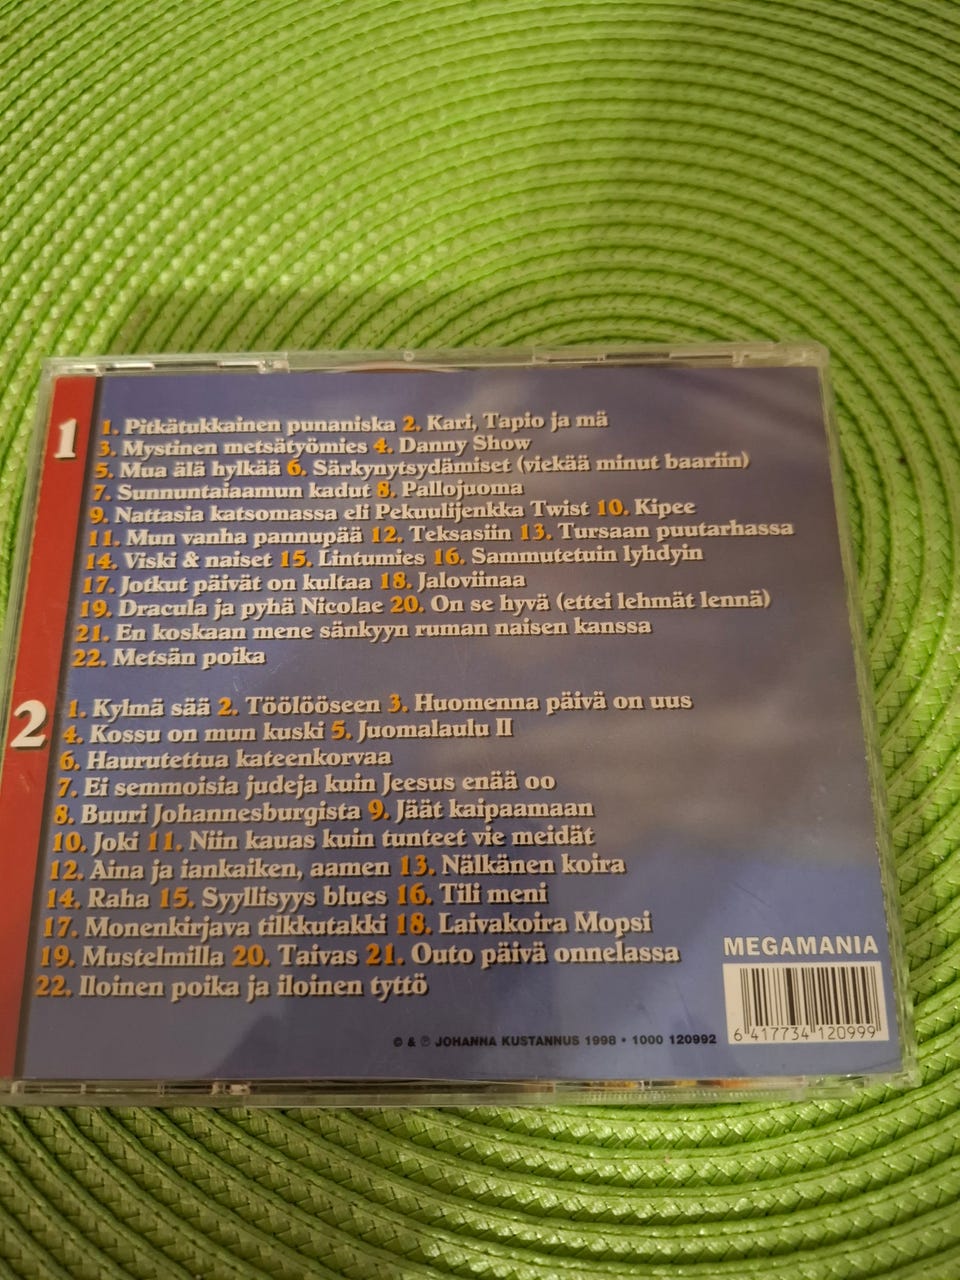 1
1. Pitkätukkainen punaniska 2. Kari, Tapio ja mä
3. Mystinen metsätyömies 4. Danny Show
5. Mua älä hylkää 6. Särkynytsydämiset (viekää minut baariin)
7. Sunnuntaiaamun kadut 8. Pallojuoma
9. Nattasia katsomassa eli Pekuulijenkka Twist 10. Kipee
11. Mun vanha pannupää 12. Teksasiin 13. Tursaan puutarhassa
14. Viski & naiset 15. Lintumies 16. Sammutetuin lyhdyin
17. Jotkut päivät on kultaa 18. Jaloviinaa
19. Dracula ja pyhä Nicolae 20. On se hyvä (ettei lehmät lennä)
21. En koskaan mene sänkyyn ruman naisen kanssa
22. Metsän poika
2
1. Kylmä sää 2. Töölööseen 3. Huomenna päivä on uus
4. Kossu on mun kuski 5. Juomalaulu II
6. Haurutettua kateenkorvaa
7. Ei semmoisia judeja kuin Jeesus enää oo
8. Buuri Johannesburgista 9. Jäät kaipaamaan
10. Joki 11. Niin kauas kuin tunteet vie meidät
12. Aina ja iankaiken, aamen 13. Nälkänen koira
14. Raha 15. Syyllisyys blues 16. Tili meni
17. Monenkirjava tilkkutakki 18. Laivakoira Mopsi
19. Mustelmilla 20. Taivas 21. Outo päivä onnelassa
22. Iloinen poika ja iloinen tyttö
MEGAMANIA
6 417734 120999
© & ℗ JOHANNA KUSTANNUS 1998 • 1000 120992